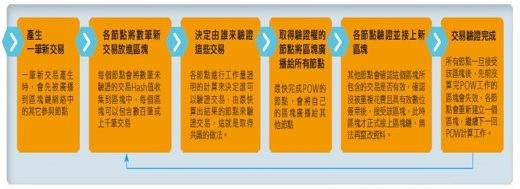 產生
一筆新交易
一筆新交易產生
時，會先被廣播
到區塊鏈網絡中
的其它參與節點
各節點將數筆新
交易放進區塊
每個節點會將數筆未
驗證的交易Hash值收
集到區塊中，每個區
塊可以包含數百筆或
上千筆交易
決定由誰來驗證
這些交易
各節點進行工作量證
明的計算來決定誰可
以驗證交易，由最快
算出結果的節點來驗
證交易，這就是取得
共識的做法。
取得驗證權的
節點將區塊廣
播給所有節點
最快完成POW的
節點，會將自己
的區塊廣播給其
他節點
各節點驗證並接上新
區塊
其他節點會確認這個區塊所
包含的交易是否有效，確認
沒被重複花費且具有效數位
簽章後，接受該區塊，此時
區塊才正式接上區塊鏈，無
法再竄改資料。
交易驗證完成
所有節點一旦接受
該區塊後，先前沒
算完POW工作的
區塊會失效，各節
點會重新建立一個
區塊，繼續下一回
POW計算工作。